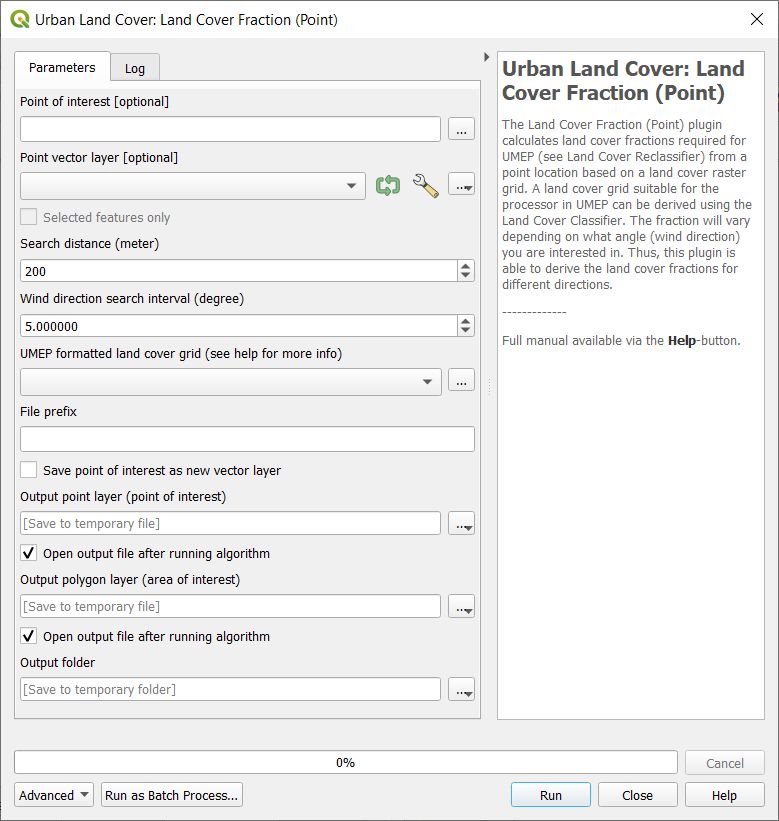 Urban Land Cover: Land Cover Fraction (Point)
Parameters
Log
Point of interest [optional]
...
Point vector layer [optional]
...
Selected features only
Search distance (meter)
200
Wind direction search interval (degree)
5.000000
UMEP formatted land cover grid (see help for more info)
...
File prefix
Save point of interest as new vector layer
Output point layer (point of interest)
[Save to temporary file]
...
Open output file after running algorithm
Output polygon layer (area of interest)
[Save to temporary file]
...
Open output file after running algorithm
Output folder
[Save to temporary folder]
...
Urban Land Cover: Land
Cover Fraction (Point)
The Land Cover Fraction (Point) plugin
calculates land cover fractions required for
UMEP (see Land Cover Reclassifier) from a
point location based on a land cover raster
grid. A land cover grid suitable for the
processor in UMEP can be derived using the
Land Cover Classifier. The fraction will vary
depending on what angle (wind direction)
you are interested in. Thus, this plugin is
able to derive the land cover fractions for
different directions.
-------------
Full manual available via the Help-button.
0%
Cancel
Advanced
Run as Batch Process...
Run
Close
Help